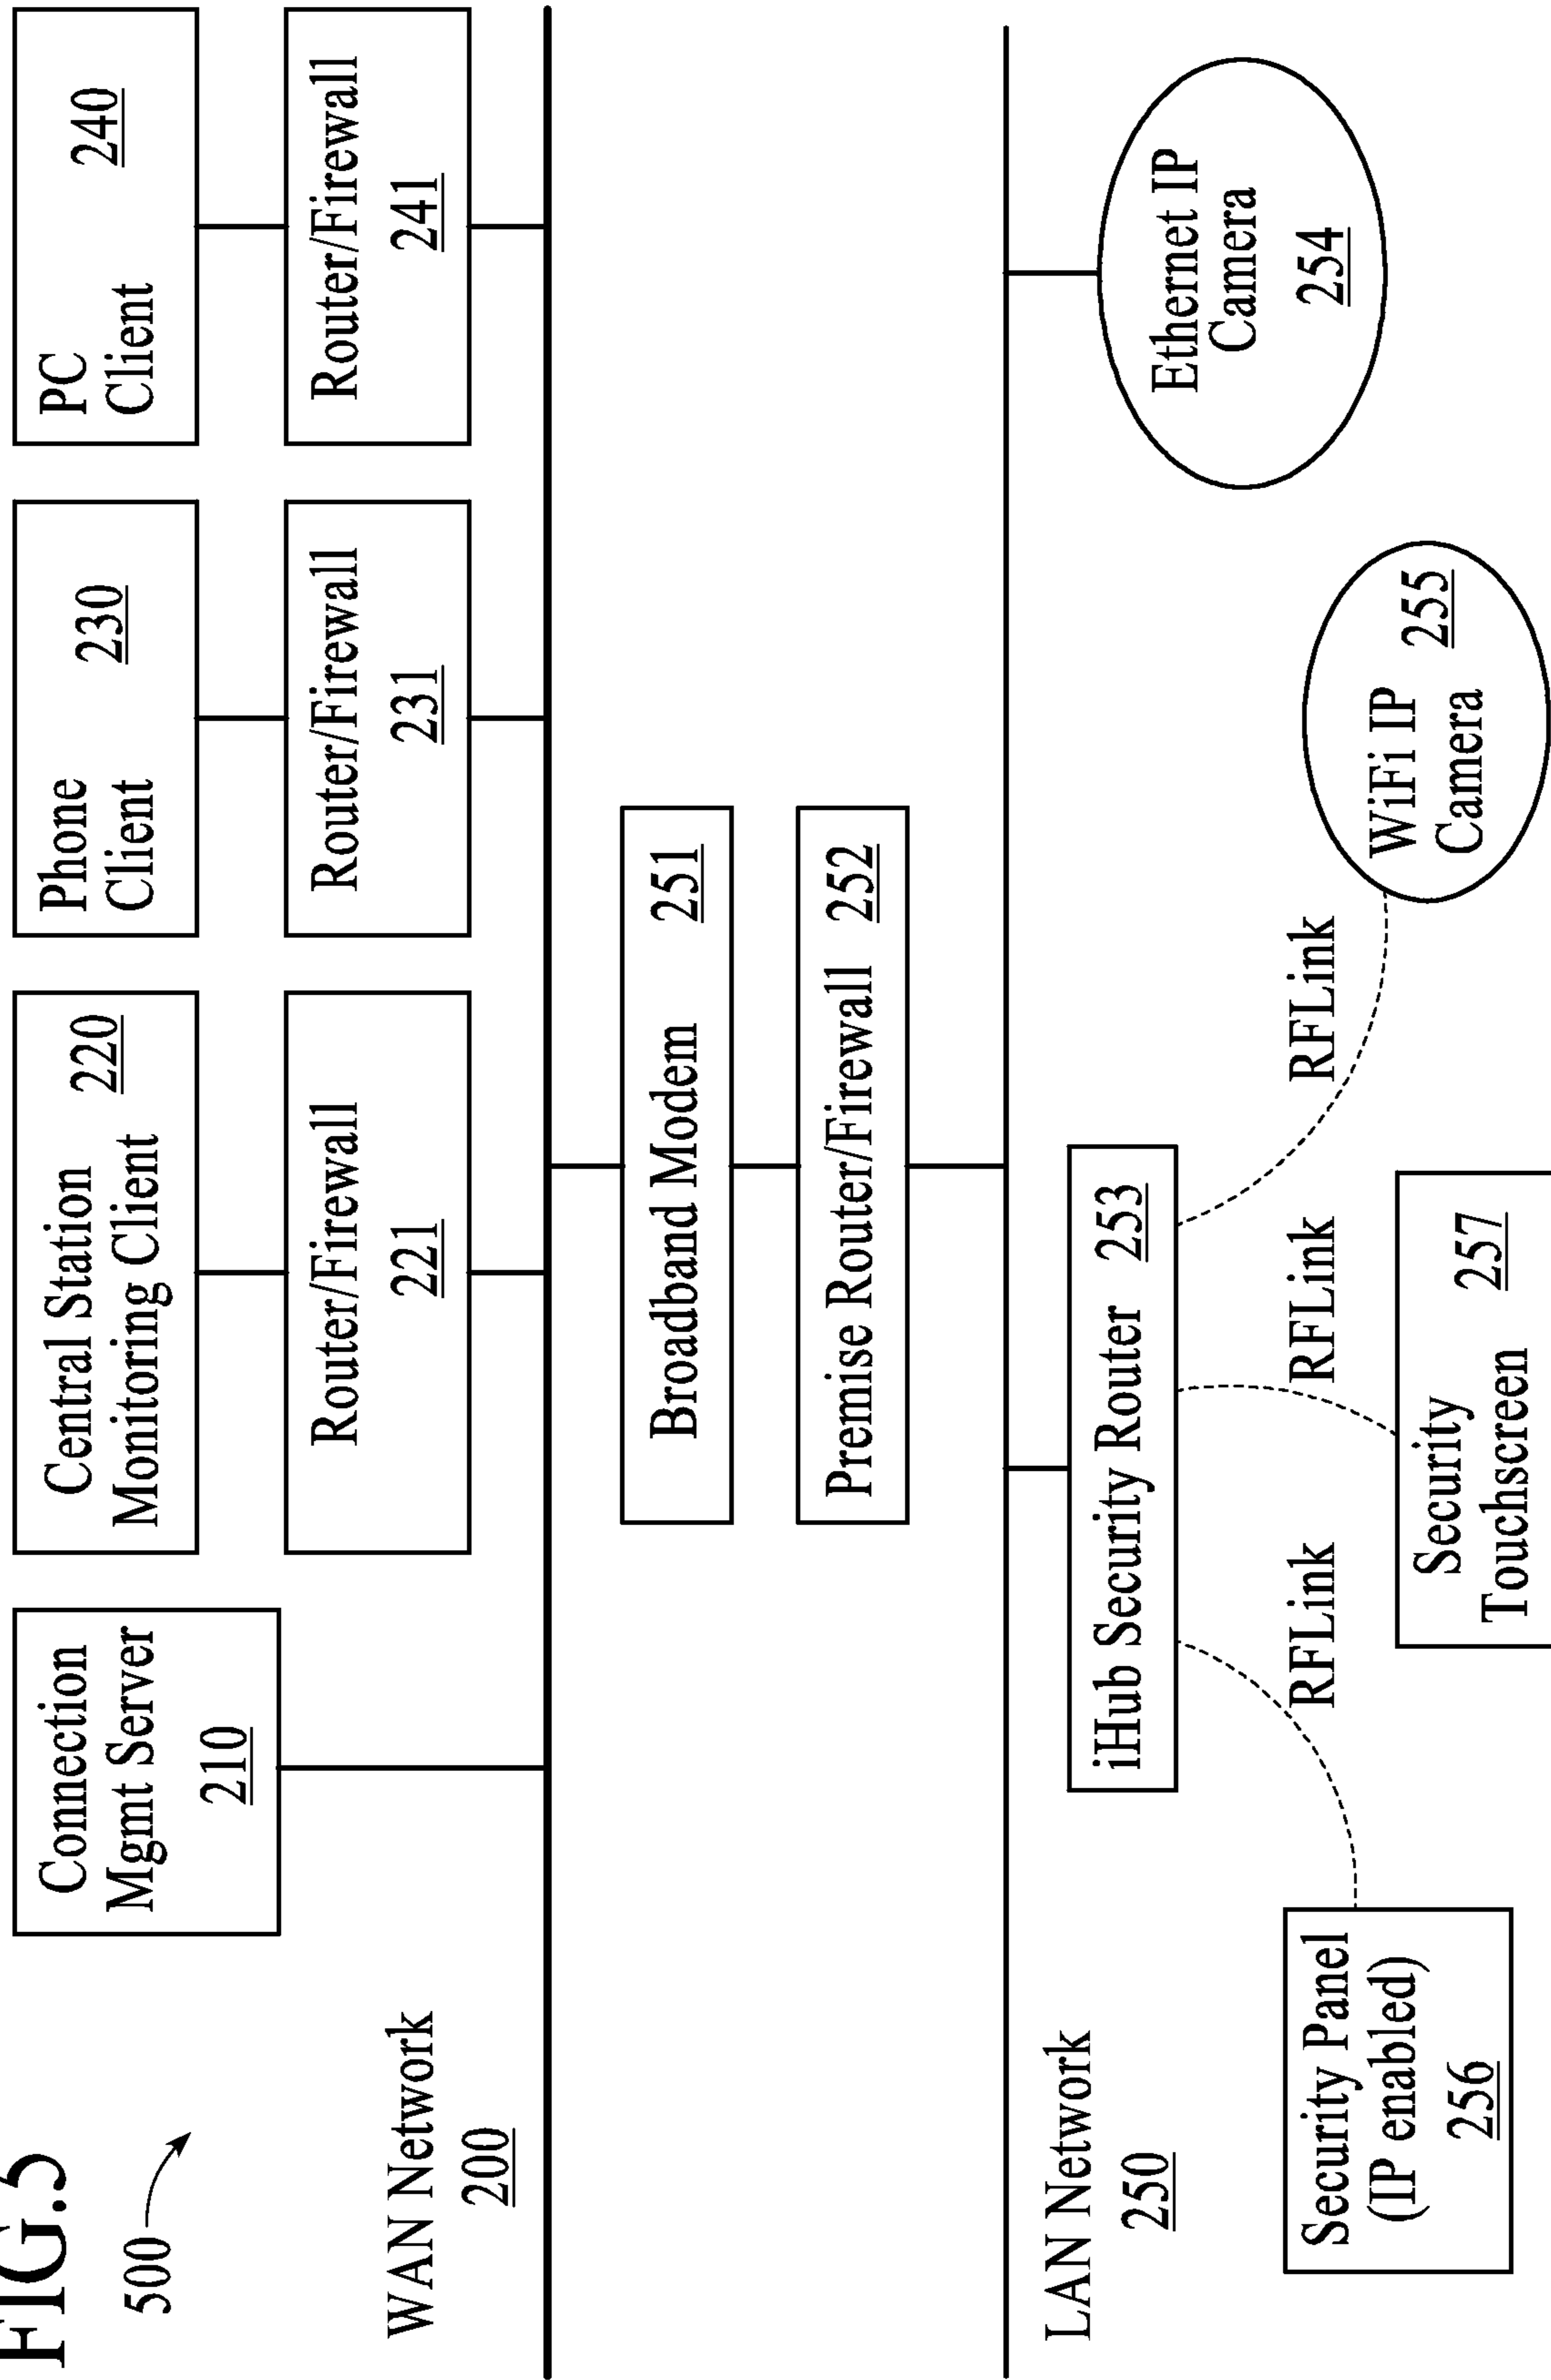 FIG.5
500
Connection
Mgmt Server
210
Central Station
Monitoring Client
220
Phone
Client
230
PC
Client
240
Router/Firewall
221
Router/Firewall
231
Router/Firewall
241
WAN Network
200
Broadband Modem 251
Premise Router/Firewall 252
LAN Network
250
iHub Security Router 253
Ethernet IP
Camera
254
RFLink
RFLink
RFLink
Security Panel
(IP enabled)
256
Security
Touchscreen
257
WiFi IP
Camera
255